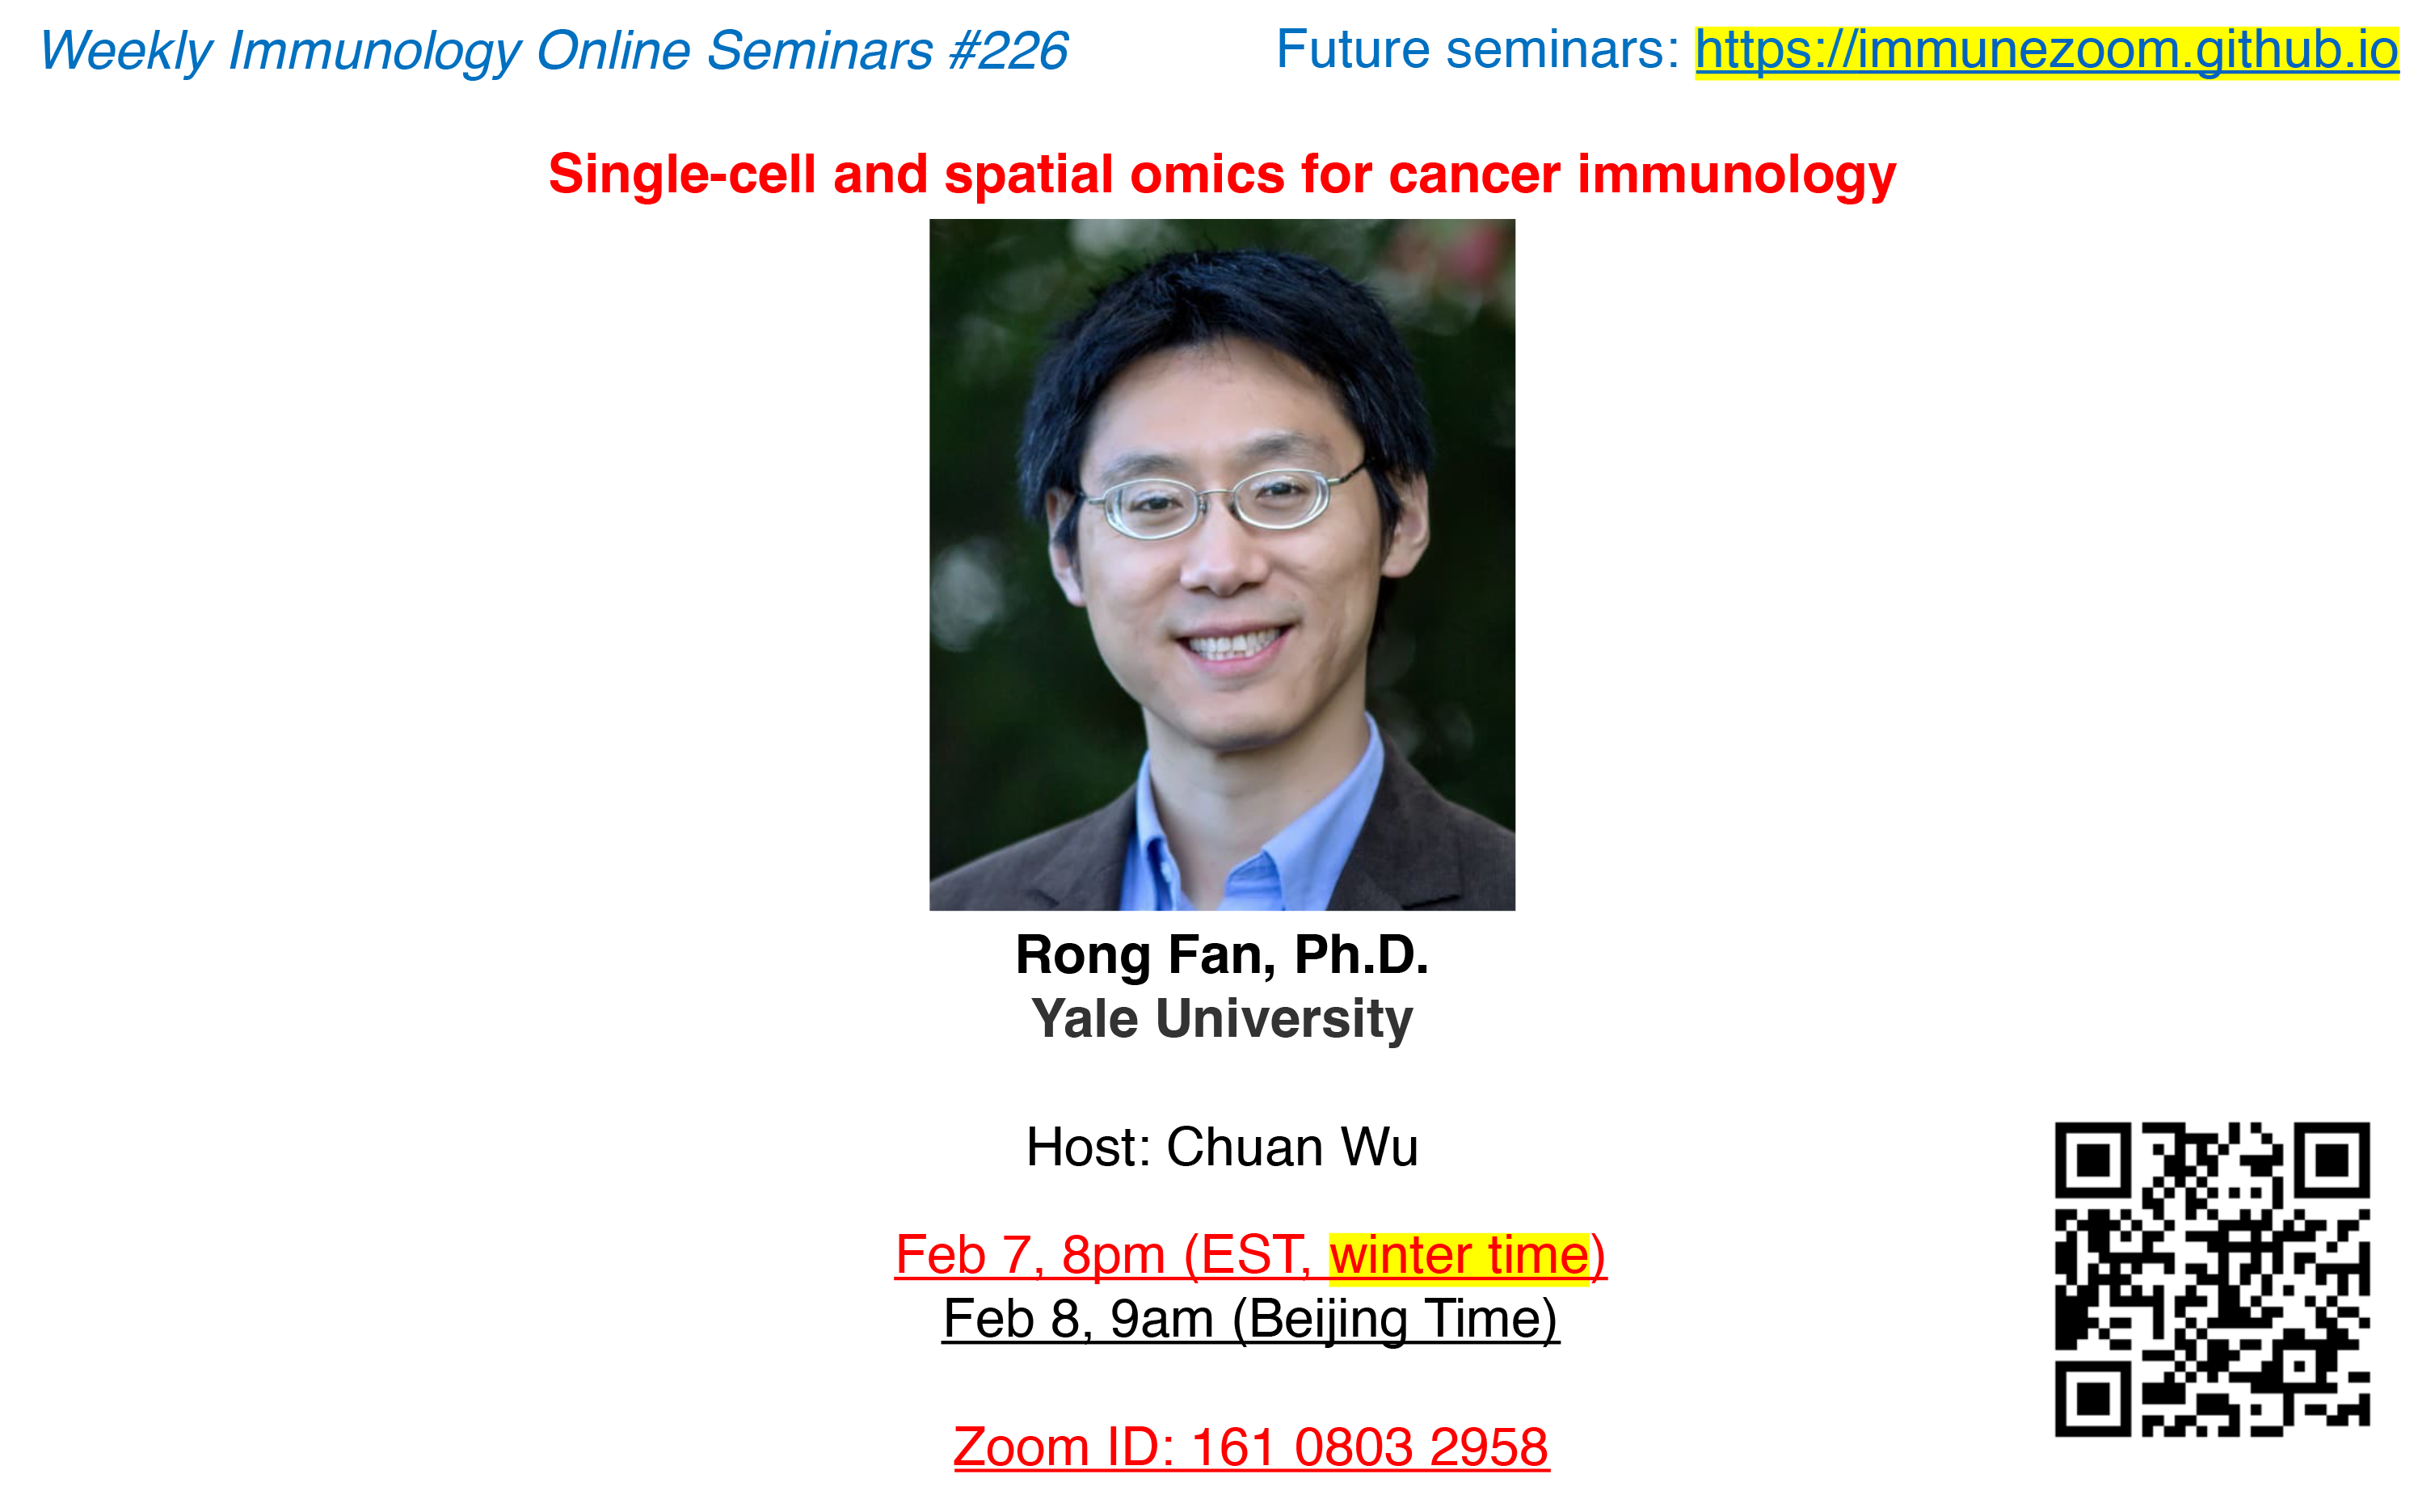 Weekly Immunology Online Seminars #226
Future seminars: https://immunezoom.github.io
Single-cell and spatial omics for cancer immunology
Rong Fan, Ph.D.
Yale University
Host: Chuan Wu
Feb 7, 8pm (EST, winter time)
Feb 8, 9am (Beijing Time)
Zoom ID: 161 0803 2958